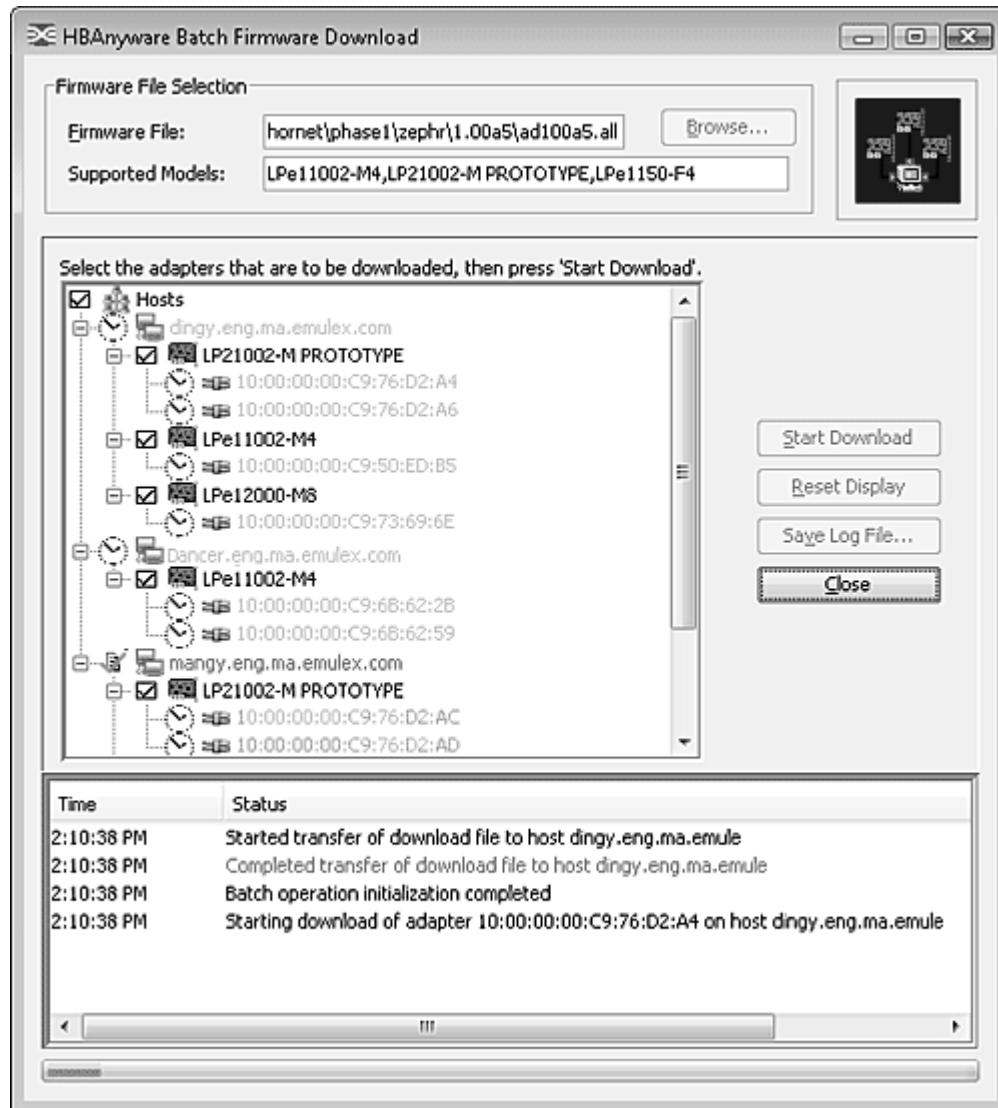 HBAnyware Batch Firmware Download
Firmware File Selection
Firmware File: hornet\phase1\zephr\1.00a5\ad100a5.all Browse...
Supported Models: LPe11002-M4,LP21002-M PROTOTYPE,LPe1150-F4
Select the adapters that are to be downloaded, then press 'Start Download'.
Hosts
dingy.eng.ma.emulex.com
LP21002-M PROTOTYPE
10:00:00:00:C9:76:D2:A4
10:00:00:00:C9:76:D2:A6
LPe11002-M4
10:00:00:00:C9:50:ED:B5
LPe12000-M8
10:00:00:00:C9:73:69:6E
Dancer.eng.ma.emulex.com
LPe11002-M4
10:00:00:00:C9:6B:62:2B
10:00:00:00:C9:6B:62:59
mangy.eng.ma.emulex.com
LP21002-M PROTOTYPE
10:00:00:00:C9:76:D2:AC
10:00:00:00:C9:76:D2:AD
Start Download
Reset Display
Save Log File...
Close
Time Status
2:10:38 PM Started transfer of download file to host dingy.eng.ma.emule
2:10:38 PM Completed transfer of download file to host dingy.eng.ma.emule
2:10:38 PM Batch operation initialization completed
2:10:38 PM Starting download of adapter 10:00:00:00:C9:76:D2:A4 on host dingy.eng.ma.emule